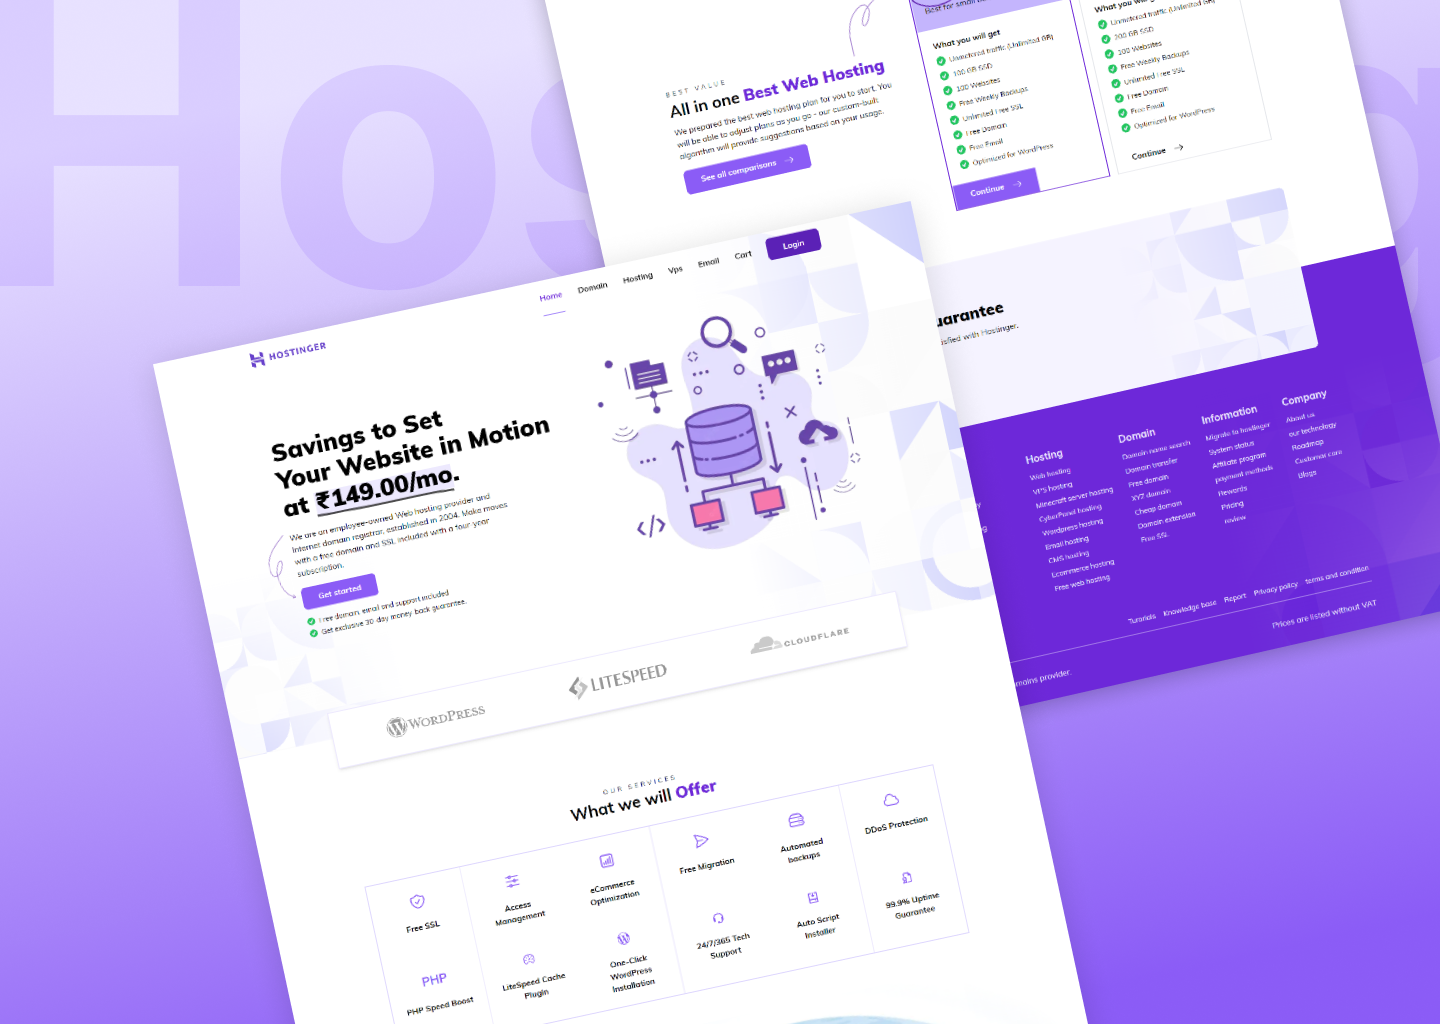 Hos
g
BEST VALUE
All in one Best Web Hosting
We prepared the best web hosting plan for you to start. You
will be able to adjust plans as you go - our custom-built
algorithm will provide suggestions based on your usage.
See all comparisons
Best for small
What you will get
Unmetered traffic (Unlimited GB)
100 GB SSD
100 Websites
Free Weekly Backups
Unlimited Free SSL
Free Domain
Free Email
Optimized for WordPress
Continue
What you will get
Unmetered traffic (Unlimited GB)
200 GB SSD
100 Websites
Free Weekly Backups
Unlimited Free SSL
Free Domain
Free Email
Optimized for WordPress
Continue
uarantee
isfied with Hostinger.
HOSTINGER
Home
Domain
Hosting
Vps
Email
Cart
Login
Savings to Set
Your Website in Motion
at ₹149.00/mo.
We are an employee-owned Web hosting provider and
Internet domain registrar, established in 2004. Make moves
with a free domain and SSL included with a four year
subscription.
Get started
Free domain, email and support included
Get exclusive 30-day money back guarantee.
WORDPRESS
LITESPEED
CLOUDFLARE
OUR SERVICES
What we will Offer
Free SSL
Access
Management
eCommerce
Optimization
Free Migration
Automated
backups
DDoS Protection
PHP
PHP Speed Boost
LiteSpeed Cache
Plugin
One-Click
WordPress
Installation
24/7/365 Tech
Support
Auto Script
Installer
99.9% Uptime
Guarantee
Hosting
Web hosting
VPS hosting
Minecraft server hosting
CyberPanel hosting
Wordpress hosting
Email hosting
CMS hosting
Ecommerce hosting
Free web hosting
Domain
Domain name search
Domain transfer
Free domain
XYZ domain
Cheap domain
Domain extension
Free SSL
Information
Migrate to hostinger
System status
Affiliate program
payment methods
Rewards
Pricing
review
Company
About us
our technology
Roadmap
Customer care
Blogs
Turorials
Knowledge base
Report
Privacy policy
terms and condition
mains provider.
Prices are listed without VAT